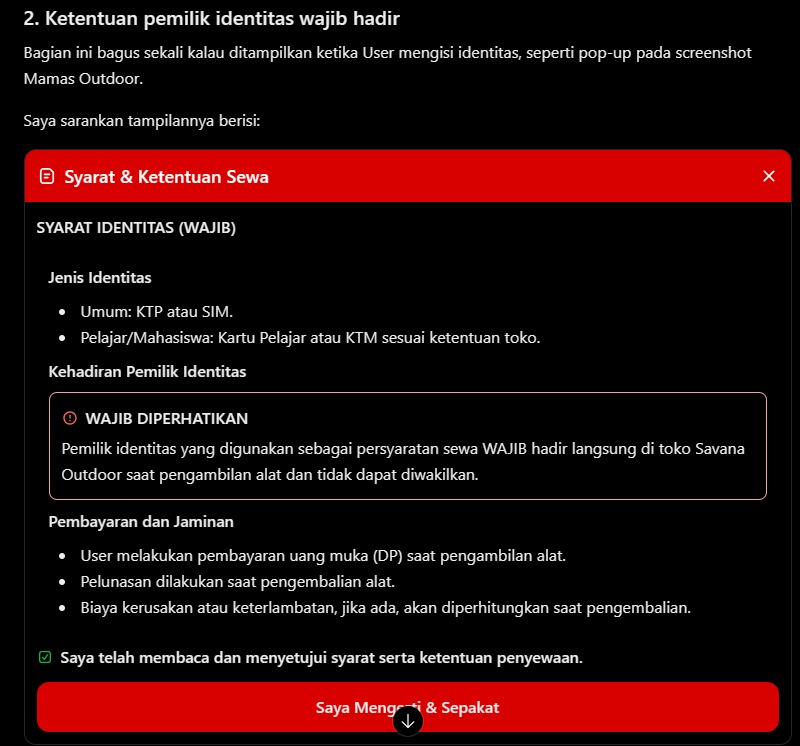 2. Ketentuan pemilik identitas wajib hadir
Bagian ini bagus sekali kalau ditampilkan ketika User mengisi identitas, seperti pop-up pada screenshot
Mamas Outdoor.
Saya sarankan tampilannya berisi:
Syarat & Ketentuan Sewa
SYARAT IDENTITAS (WAJIB)
Jenis Identitas
• Umum: KTP atau SIM.
• Pelajar/Mahasiswa: Kartu Pelajar atau KTM sesuai ketentuan toko.
Kehadiran Pemilik Identitas
WAJIB DIPERHATIKAN
Pemilik identitas yang digunakan sebagai persyaratan sewa WAJIB hadir langsung di toko Savana
Outdoor saat pengambilan alat dan tidak dapat diwakilkan.
Pembayaran dan Jaminan
• User melakukan pembayaran uang muka (DP) saat pengambilan alat.
• Pelunasan dilakukan saat pengembalian alat.
• Biaya kerusakan atau keterlambatan, jika ada, akan diperhitungkan saat pengembalian.
Saya telah membaca dan menyetujui syarat serta ketentuan penyewaan.
Saya Mengerti & Sepakat